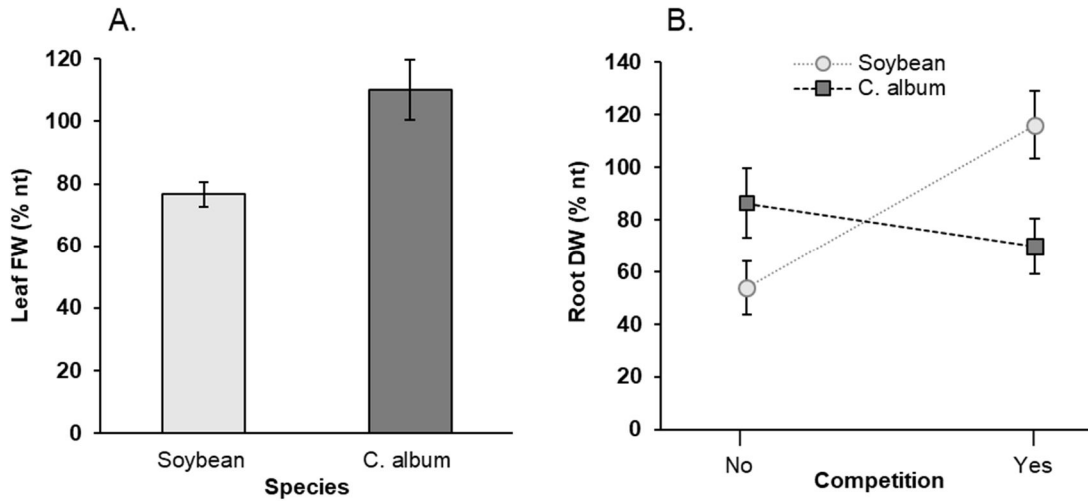 A.
Leaf FW (% nt)
120
100
80
60
40
20
0
Soybean
C. album
Species
B.
Root DW (% nt)
140
120
100
80
60
40
20
0
Soybean
C. album
No
Yes
Competition